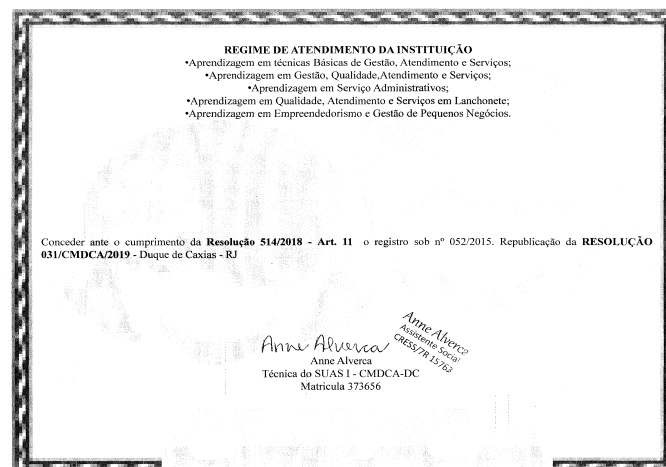 REGIME DE ATENDIMENTO DA INSTITUIÇÃO
•Aprendizagem em técnicas Básicas de Gestão, Atendimento e Serviços;
•Aprendizagem em Gestão, Qualidade,Atendimento e Serviços;
•Aprendizagem em Serviço Administrativos;
•Aprendizagem em Qualidade, Atendimento e Serviços em Lanchonete;
•Aprendizagem em Empreendedorismo e Gestão de Pequenos Negócios.
Conceder ante o cumprimento da Resolução 514/2018 - Art. 11 o registro sob nº 052/2015. Republicação da RESOLUÇÃO
031/CMDCA/2019 - Duque de Caxias - RJ
Anne Alverca
Anne Alverca
Assistente Social
CRESS/7R 15763
Anne Alverca
Técnica do SUAS I - CMDCA-DC
Matrícula 373656